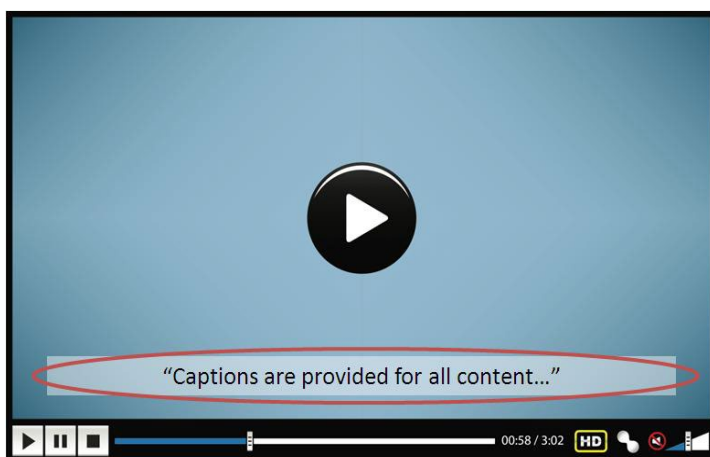 “Captions are provided for all content...”
00:58 / 3:02 HD